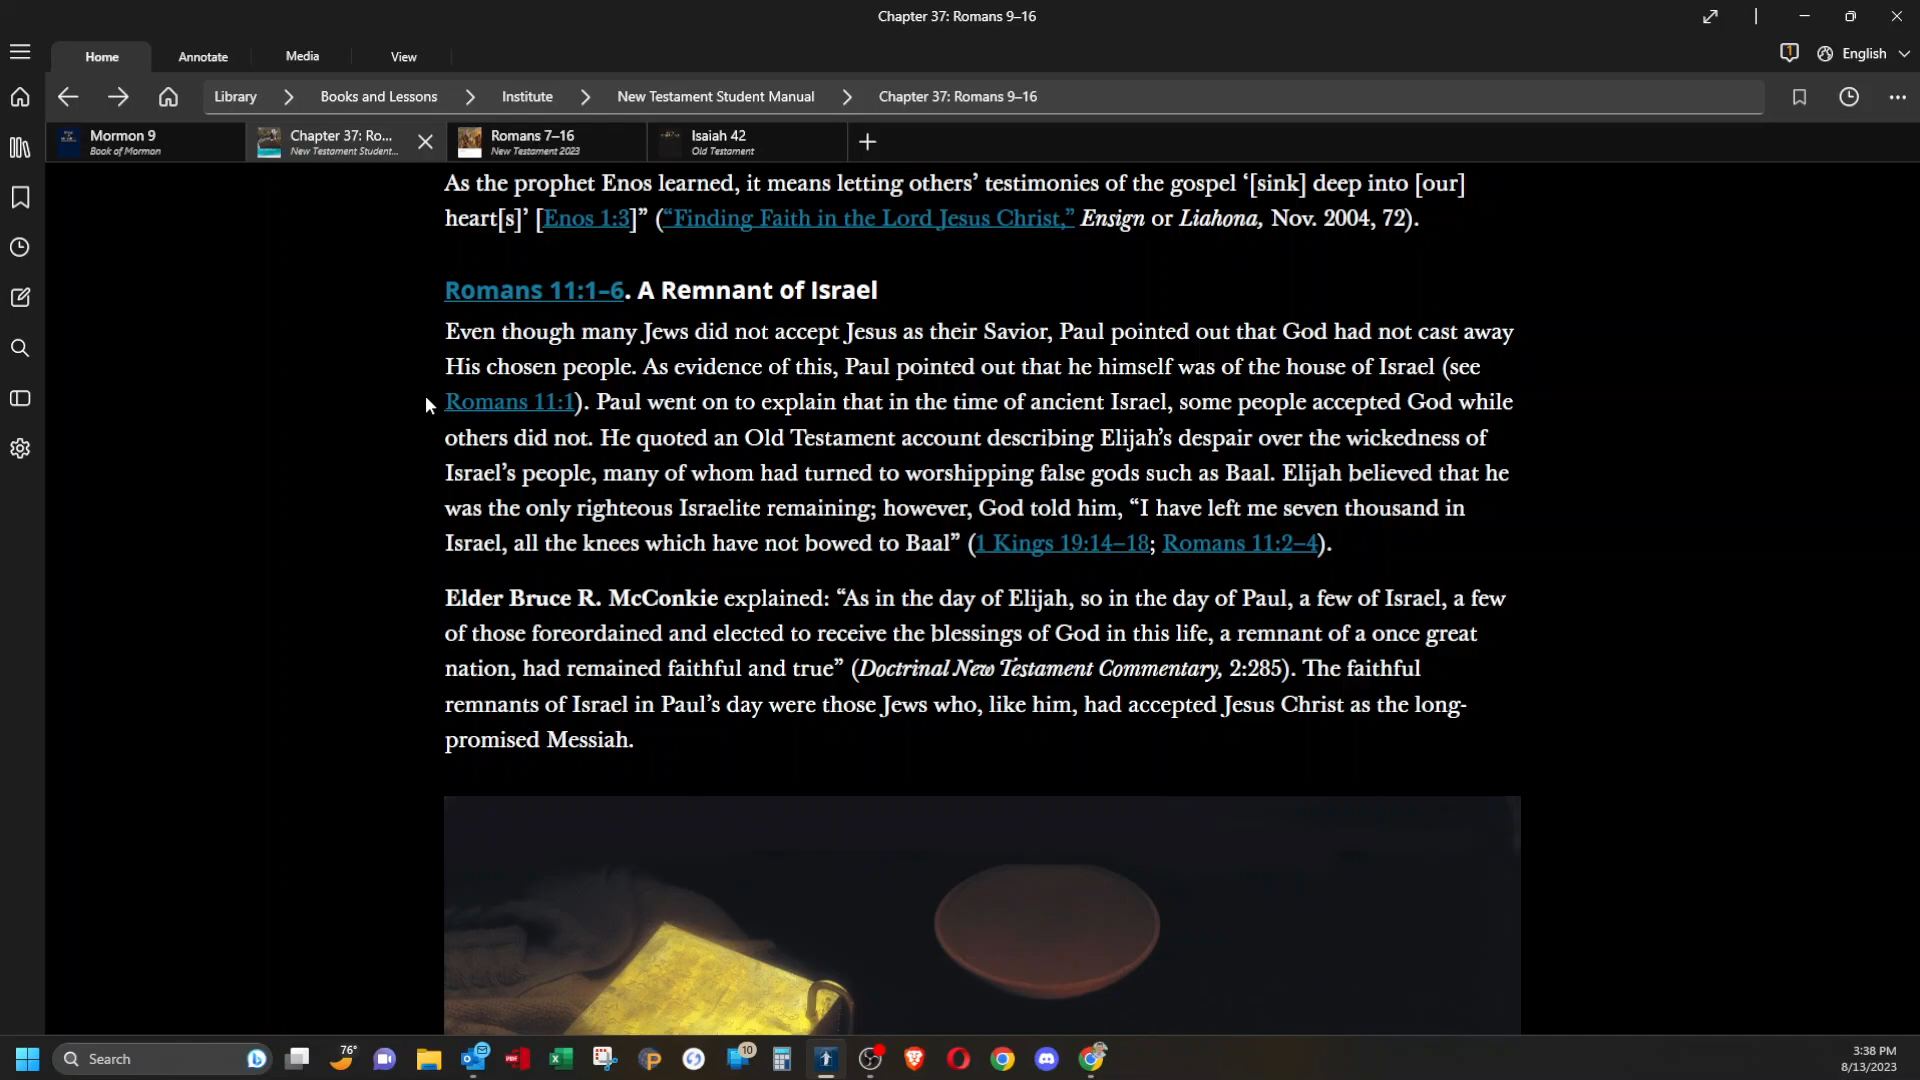 Chapter 37: Romans 9–16
Home Annotate Media View
1 English
Library Books and Lessons Institute New Testament Student Manual Chapter 37: Romans 9–16
Mormon 9 Chapter 37: Ro... Romans 7–16 Isaiah 42
Book of Mormon New Testament Student... New Testament 2023 Old Testament
As the prophet Enos learned, it means letting others’ testimonies of the gospel ‘[sink] deep into [our]
heart[s]’ [Enos 1:3]” (“Finding Faith in the Lord Jesus Christ,” Ensign or Liahona, Nov. 2004, 72).
Romans 11:1–6. A Remnant of Israel
Even though many Jews did not accept Jesus as their Savior, Paul pointed out that God had not cast away
His chosen people. As evidence of this, Paul pointed out that he himself was of the house of Israel (see
Romans 11:1). Paul went on to explain that in the time of ancient Israel, some people accepted God while
others did not. He quoted an Old Testament account describing Elijah’s despair over the wickedness of
Israel’s people, many of whom had turned to worshipping false gods such as Baal. Elijah believed that he
was the only righteous Israelite remaining; however, God told him, “I have left me seven thousand in
Israel, all the knees which have not bowed to Baal” (1 Kings 19:14–18; Romans 11:2–4).
Elder Bruce R. McConkie explained: “As in the day of Elijah, so in the day of Paul, a few of Israel, a few
of those foreordained and elected to receive the blessings of God in this life, a remnant of a once great
nation, had remained faithful and true” (Doctrinal New Testament Commentary, 2:285). The faithful
remnants of Israel in Paul’s day were those Jews who, like him, had accepted Jesus Christ as the long-
promised Messiah.
Search 76° PDF 10 3:38 PM
8/13/2023